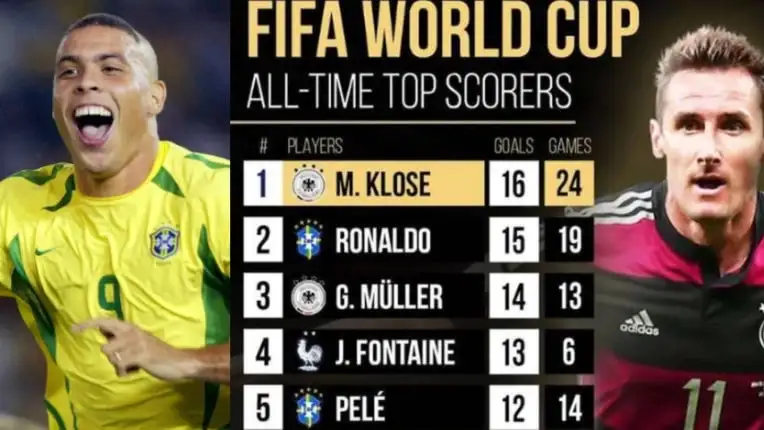 FIFA WORLD CUP
ALL-TIME TOP SCORERS
# PLAYERS GOALS GAMES
1 M. KLOSE 16 24
2 RONALDO 15 19
3 G. MÜLLER 14 13
4 J. FONTAINE 13 6
5 PELÉ 12 14
9
adidas
11